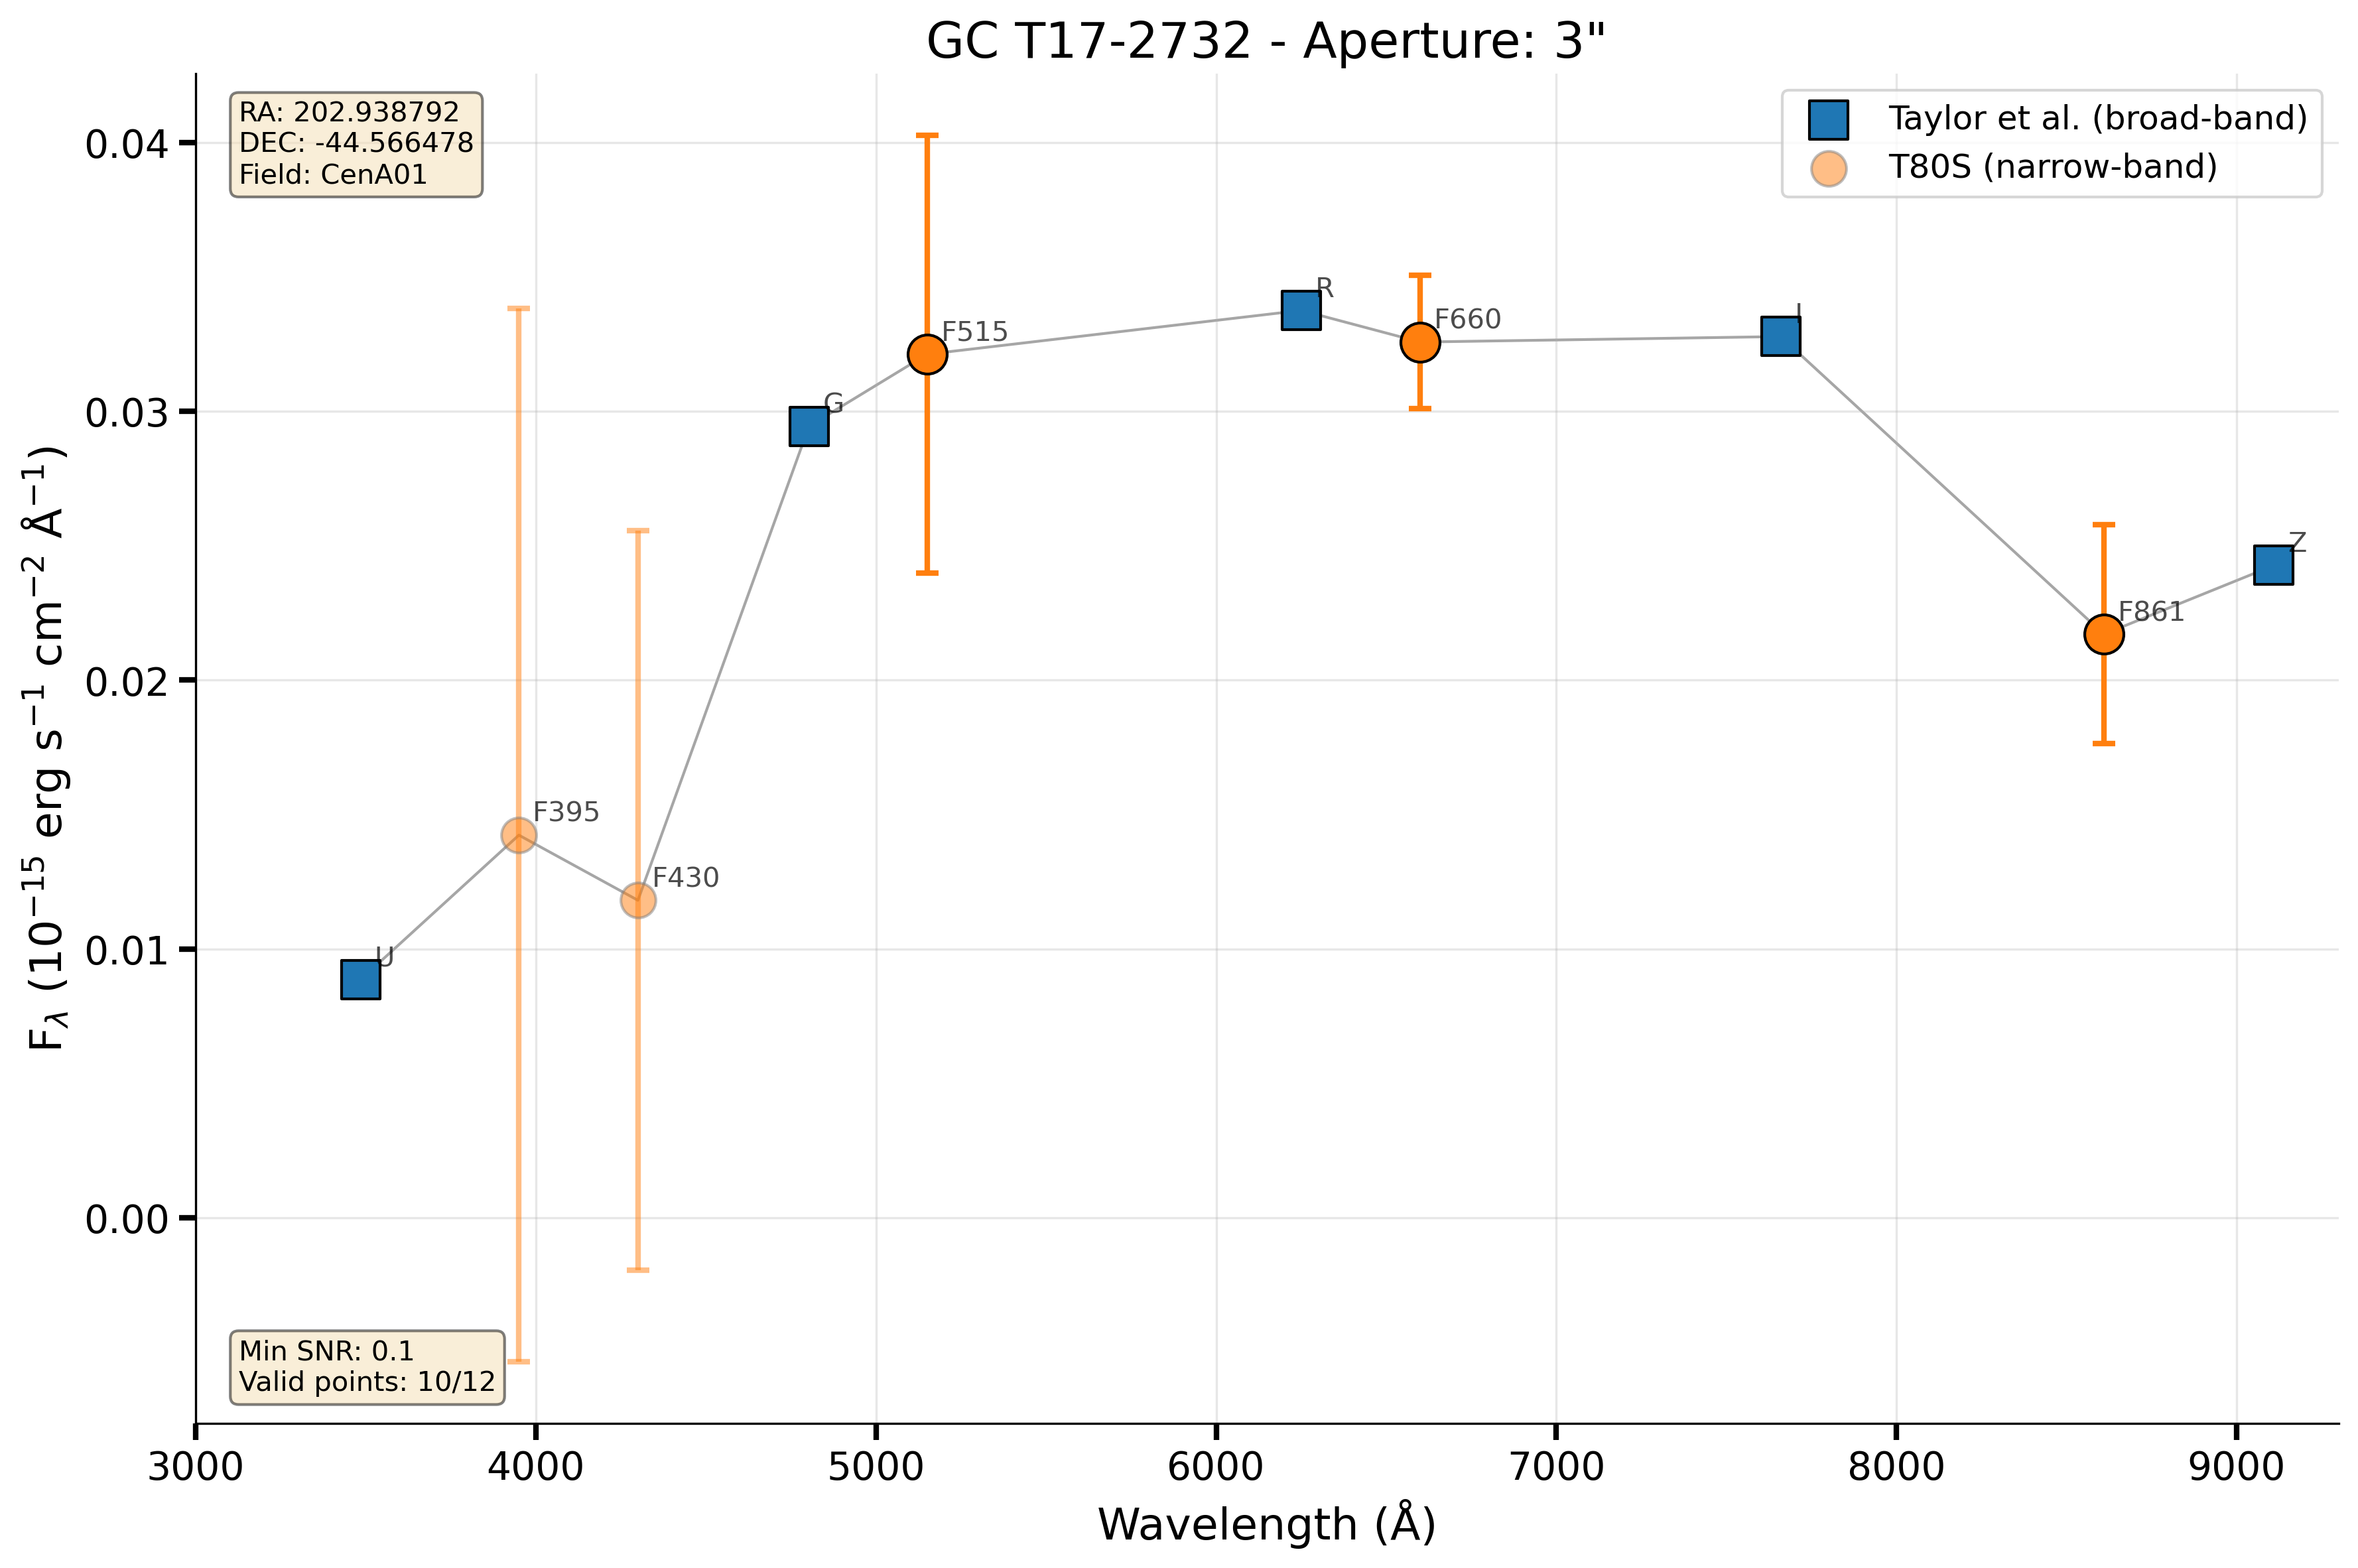 GC T17-2732 - Aperture: 3"
RA: 202.938792
DEC: -44.566478
Field: CenA01
Taylor et al. (broad-band)
T80S (narrow-band)
0.04
0.03
0.02
0.01
0.00
F_λ (10⁻¹⁵ erg s⁻¹ cm⁻² Å⁻¹)
U
F395
F430
G
F515
R
F660
I
F861
Z
Min SNR: 0.1
Valid points: 10/12
3000 4000 5000 6000 7000 8000 9000
Wavelength (Å)